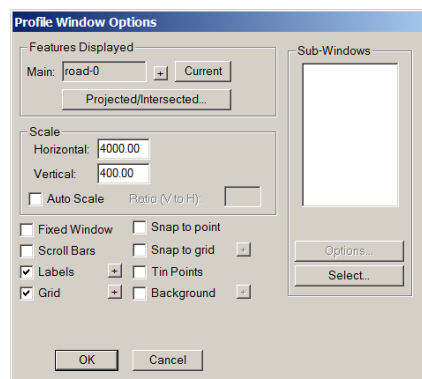 Profile Window Options
Features Displayed
Main: road-0 + Current
Projected/Intersected...
Scale
Horizontal: 4000.00
Vertical: 400.00
Auto Scale Ratio (V to H):
Fixed Window Snap to point
Scroll Bars Snap to grid +
Labels + Tin Points
Grid + Background +
OK Cancel
Sub-Windows
Options...
Select...